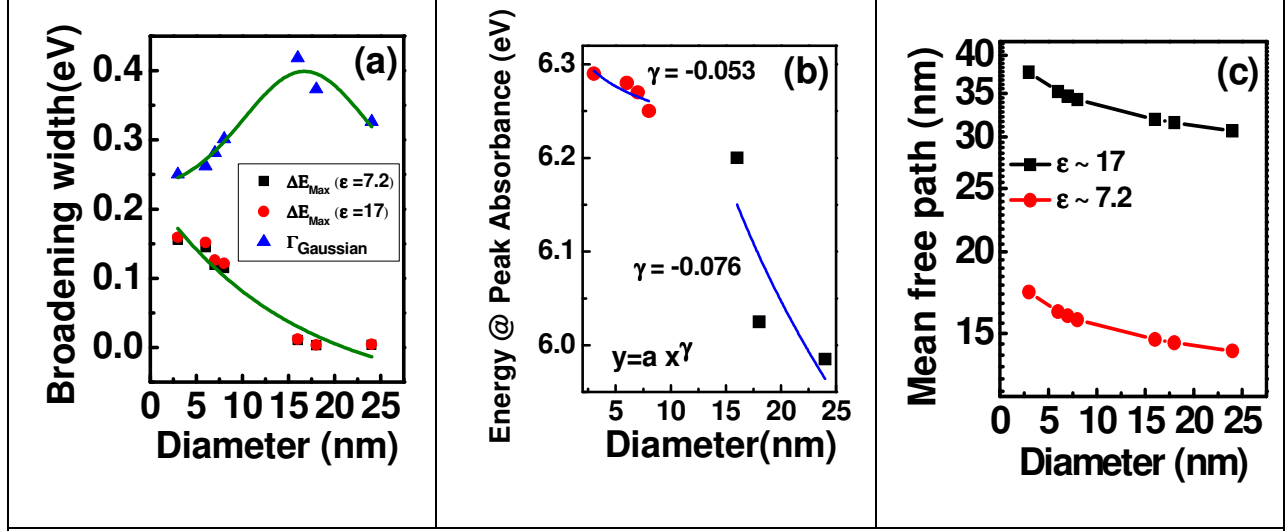 (a)
Broadening width(eV)
0.4
0.3
0.2
0.1
0.0
ΔE_Max (ε =7.2)
ΔE_Max (ε =17)
Γ_Gaussian
0 5 10 15 20 25
Diameter (nm)
(b)
Energy @ Peak Absorbance (eV)
6.3
6.2
6.1
6.0
γ = -0.053
γ = -0.076
y=a x^γ
5 10 15 20 25
Diameter(nm)
(c)
Mean free path (nm)
40
35
30
25
20
15
ε ~ 17
ε ~ 7.2
0 5 10 15 20 25
Diameter (nm)